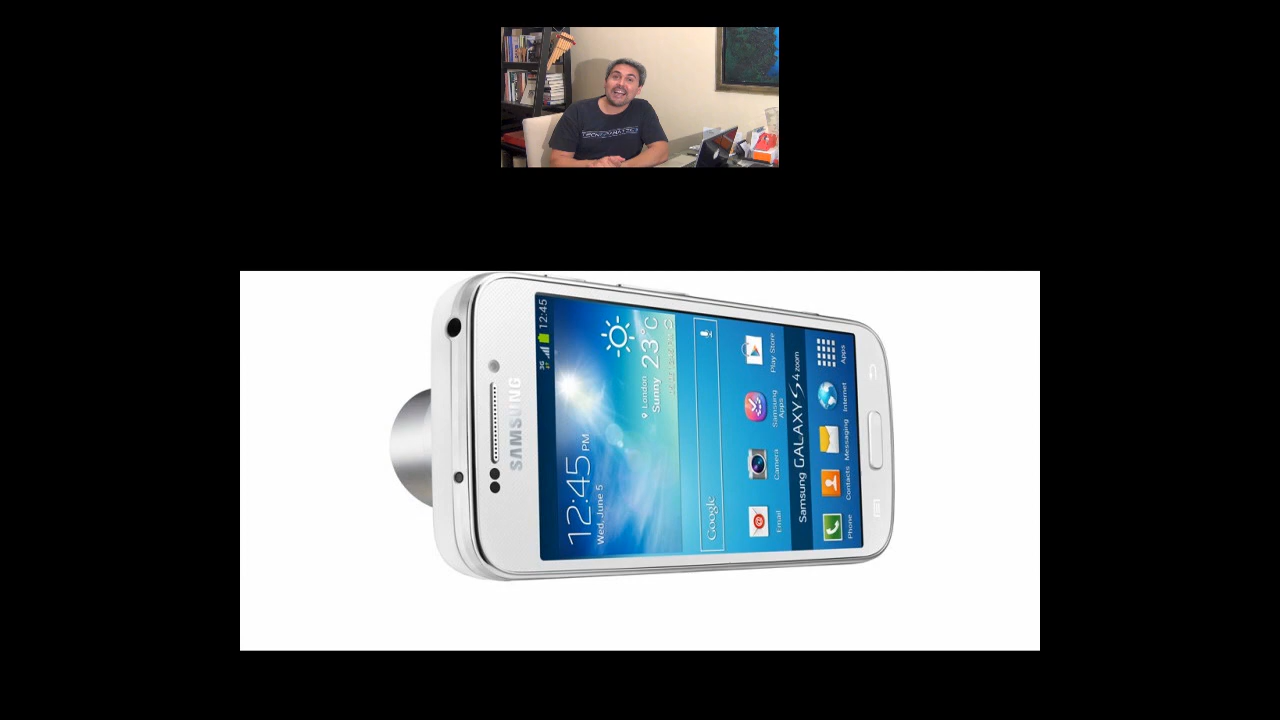 SAMSUNG
3G 12:45
12:45 PM
Wed, June 5
London
Sunny
23°C
Google
Email
Camera
Samsung Apps
Play Store
Samsung GALAXY S4 zoom
Phone
Contacts
Messaging
Internet
Apps